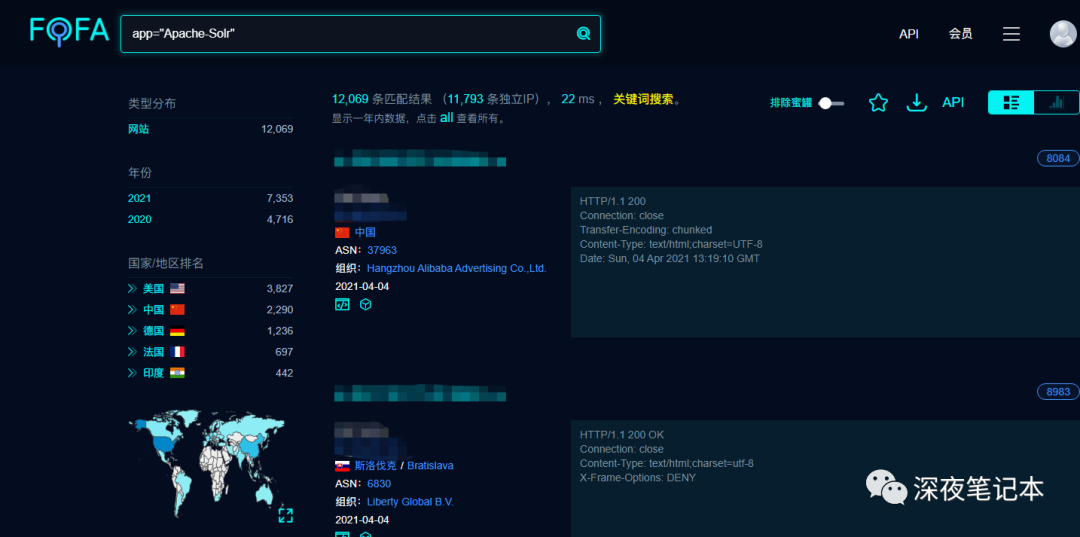 FOFA
app="Apache-Solr"
API
会员
类型分布
网站 12,069
年份
2021 7,353
2020 4,716
国家/地区排名
美国 3,827
中国 2,290
德国 1,236
法国 697
印度 442
12,069 条匹配结果 （11,793 条独立IP）， 22 ms ， 关键词搜索。
显示一年内数据，点击 all 查看所有。
排除蜜罐
API
8084
中国
ASN：37963
组织：Hangzhou Alibaba Advertising Co.,Ltd.
2021-04-04
HTTP/1.1 200
Connection: close
Transfer-Encoding: chunked
Content-Type: text/html;charset=UTF-8
Date: Sun, 04 Apr 2021 13:19:10 GMT
8983
斯洛伐克 / Bratislava
ASN：6830
组织：Liberty Global B.V.
2021-04-04
HTTP/1.1 200 OK
Connection: close
Content-Type: text/html;charset=utf-8
X-Frame-Options: DENY
深夜笔记本